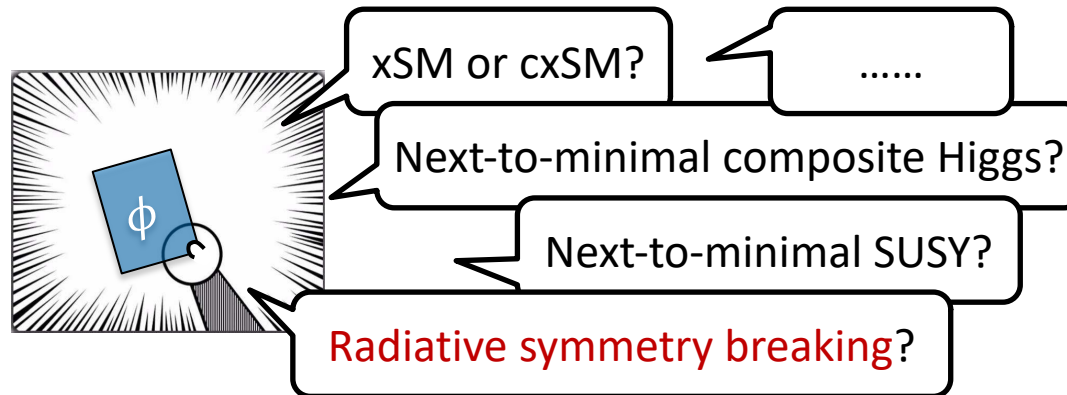 xSM or cxSM?
......
Next-to-minimal composite Higgs?
ϕ
Next-to-minimal SUSY?
Radiative symmetry breaking?